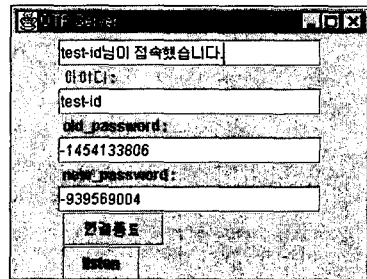 OTP Server
test-id님이 접속했습니다.
아이디 :
test-id
old_password :
-1454133606
new_password :
-939569004
연결종료
listen